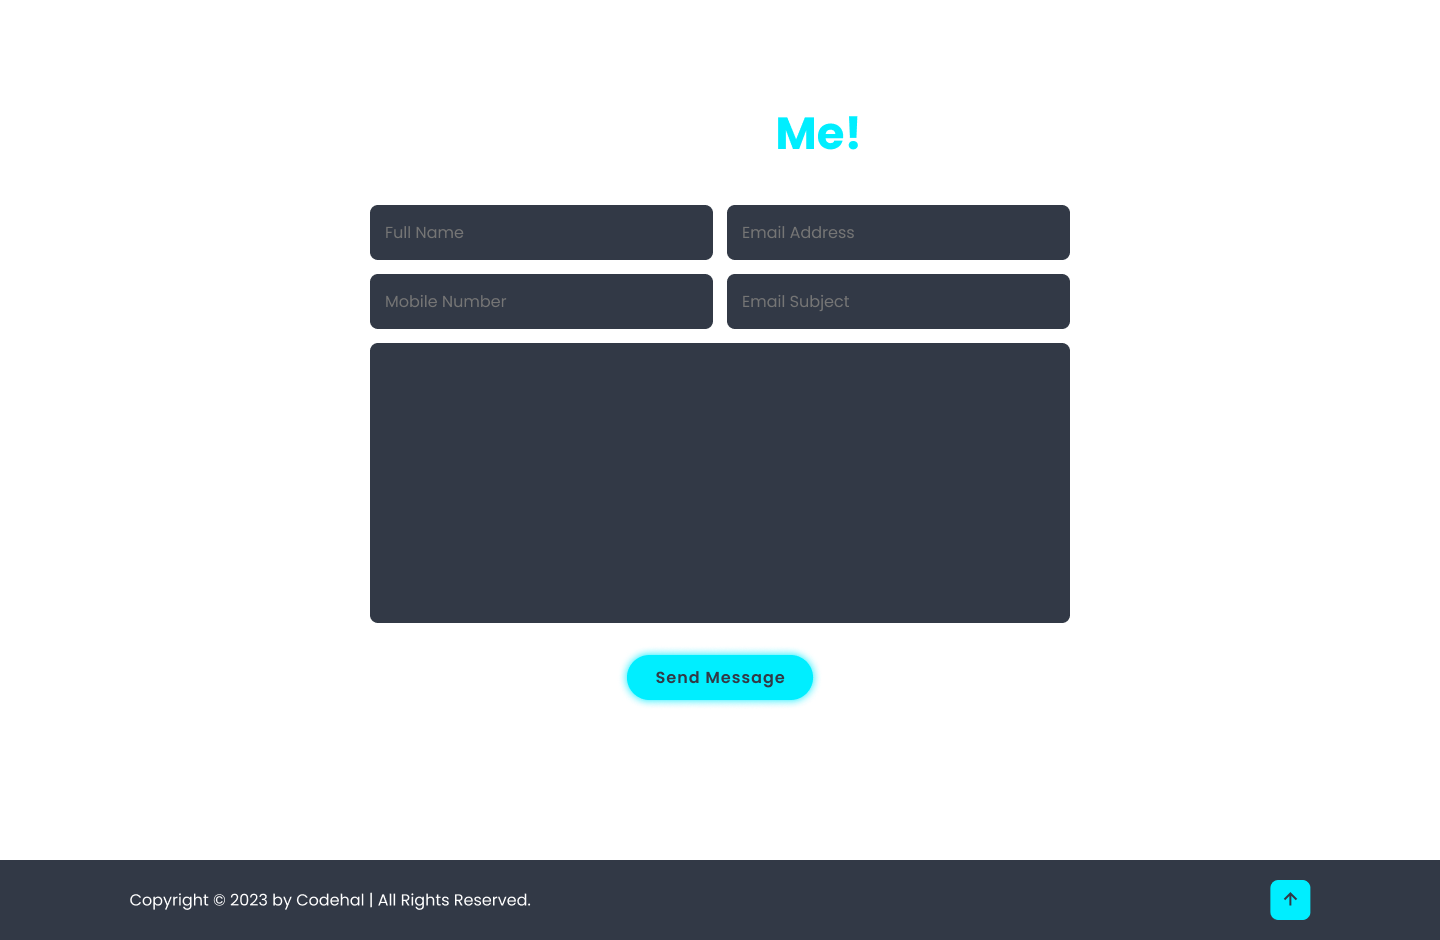 Me!
Full Name
Email Address
Mobile Number
Email Subject
Send Message
Copyright © 2023 by Codehal | All Rights Reserved.